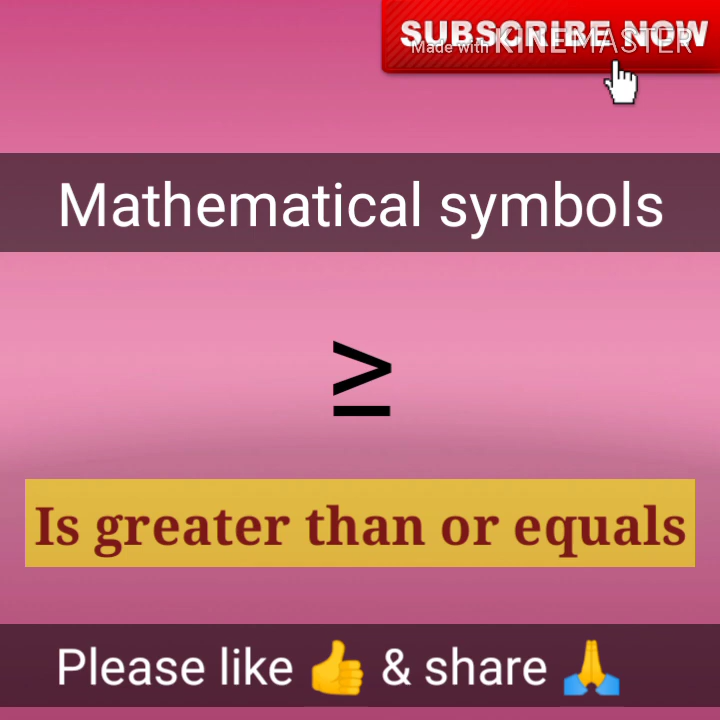 SUBSCRIBE NOW
Made with KINEMASTER
Mathematical symbols
≥
Is greater than or equals
Please like 👍 & share 🙏